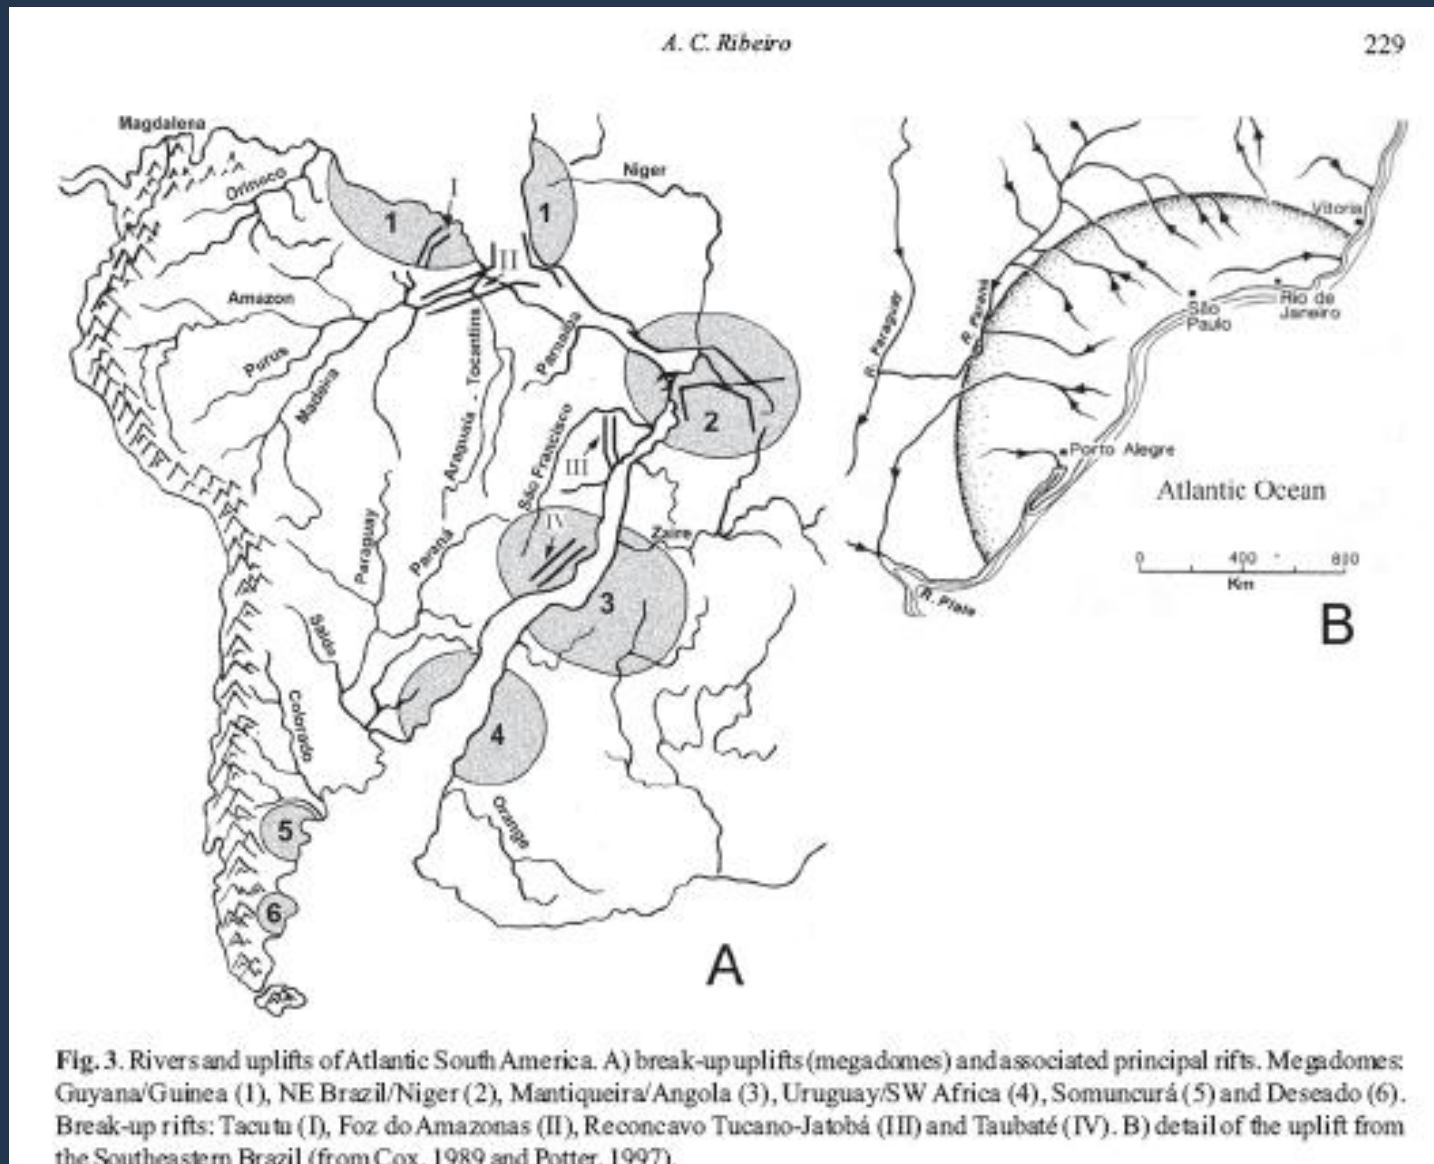 A. C. Ribeiro
229
Magdalena
Orinoco
I
1
1
Niger
II
Amazon
Purus
Madeira
Araguaia - Tocantins
Parnaiba
2
São Francisco
III
IV
Zaire
Paraguay
Paraná
3
Salado
Colorado
4
Orange
5
6
A
Vitoria
R. Paraguay
R. Paraná
São
Paulo
Rio de
Janeiro
Porto Alegre
Atlantic Ocean
0 400 800
Km
R. Plata
B
Fig. 3. Rivers and uplifts of Atlantic South America. A) break-up uplifts (megadomes) and associated principal rifts. Megadomes:
Guyana/Guinea (1), NE Brazil/Niger (2), Mantiqueira/Angola (3), Uruguay/SW Africa (4), Somuncurá (5) and Deseado (6).
Break-up rifts: Tacutu (I), Foz do Amazonas (II), Reconcavo Tucano-Jatobá (III) and Taubaté (IV). B) detail of the uplift from
the Southeastern Brazil (from Cox, 1989 and Potter, 1997).